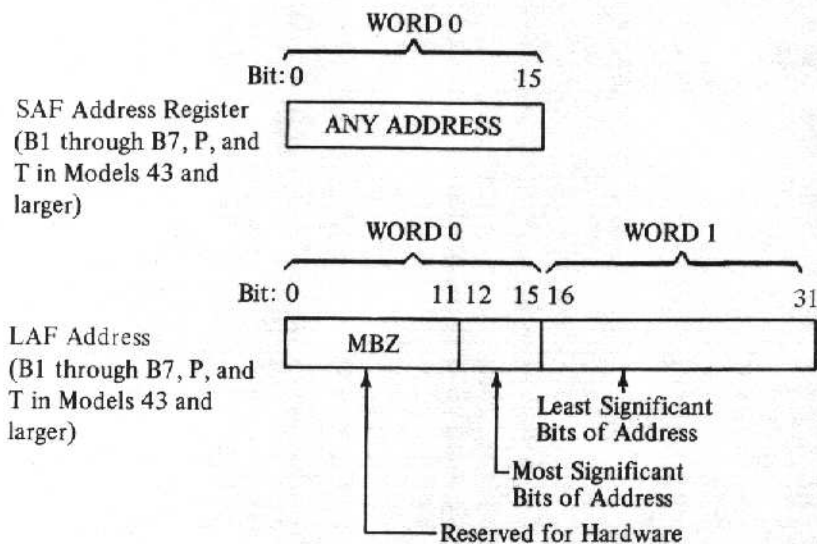 WORD 0
Bit: 0 15
SAF Address Register
(B1 through B7, P, and
T in Models 43 and
larger)
ANY ADDRESS
WORD 0 WORD 1
Bit: 0 11 12 15 16 31
LAF Address
(B1 through B7, P, and
T in Models 43 and
larger)
MBZ
Least Significant
Bits of Address
Most Significant
Bits of Address
Reserved for Hardware